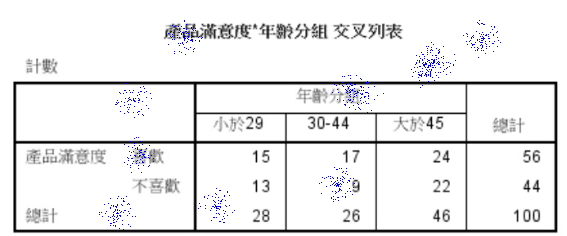 產品滿意度*年齡分組 交叉列表
計數
年齡分組
小於29 30-44 大於45 總計
產品滿意度 喜歡 15 17 24 56
不喜歡 13 9 22 44
總計 28 26 46 100